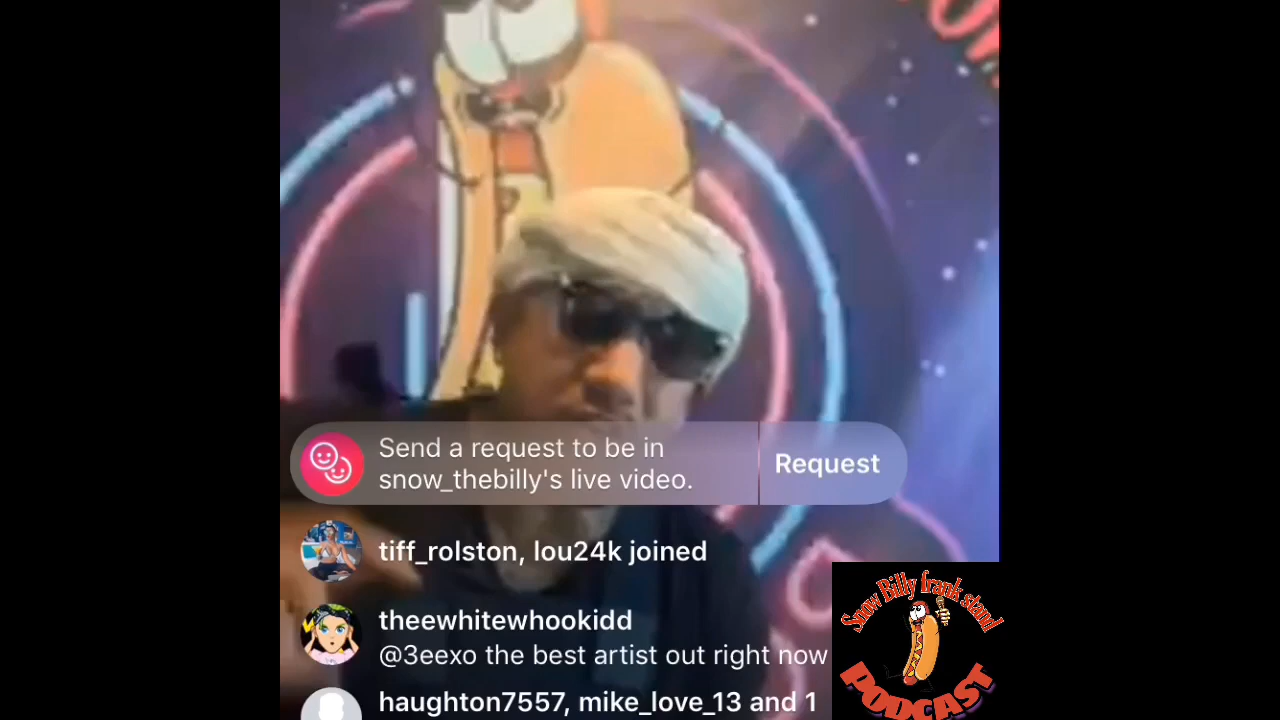 Send a request to be in
snow_thebilly's live video.
Request
tiff_rolston, lou24k joined
theewhitewhookidd
@3eexo the best artist out right now
haughton7557, mike_love_13 and 1
Snow Billy frank stand
PODCAST